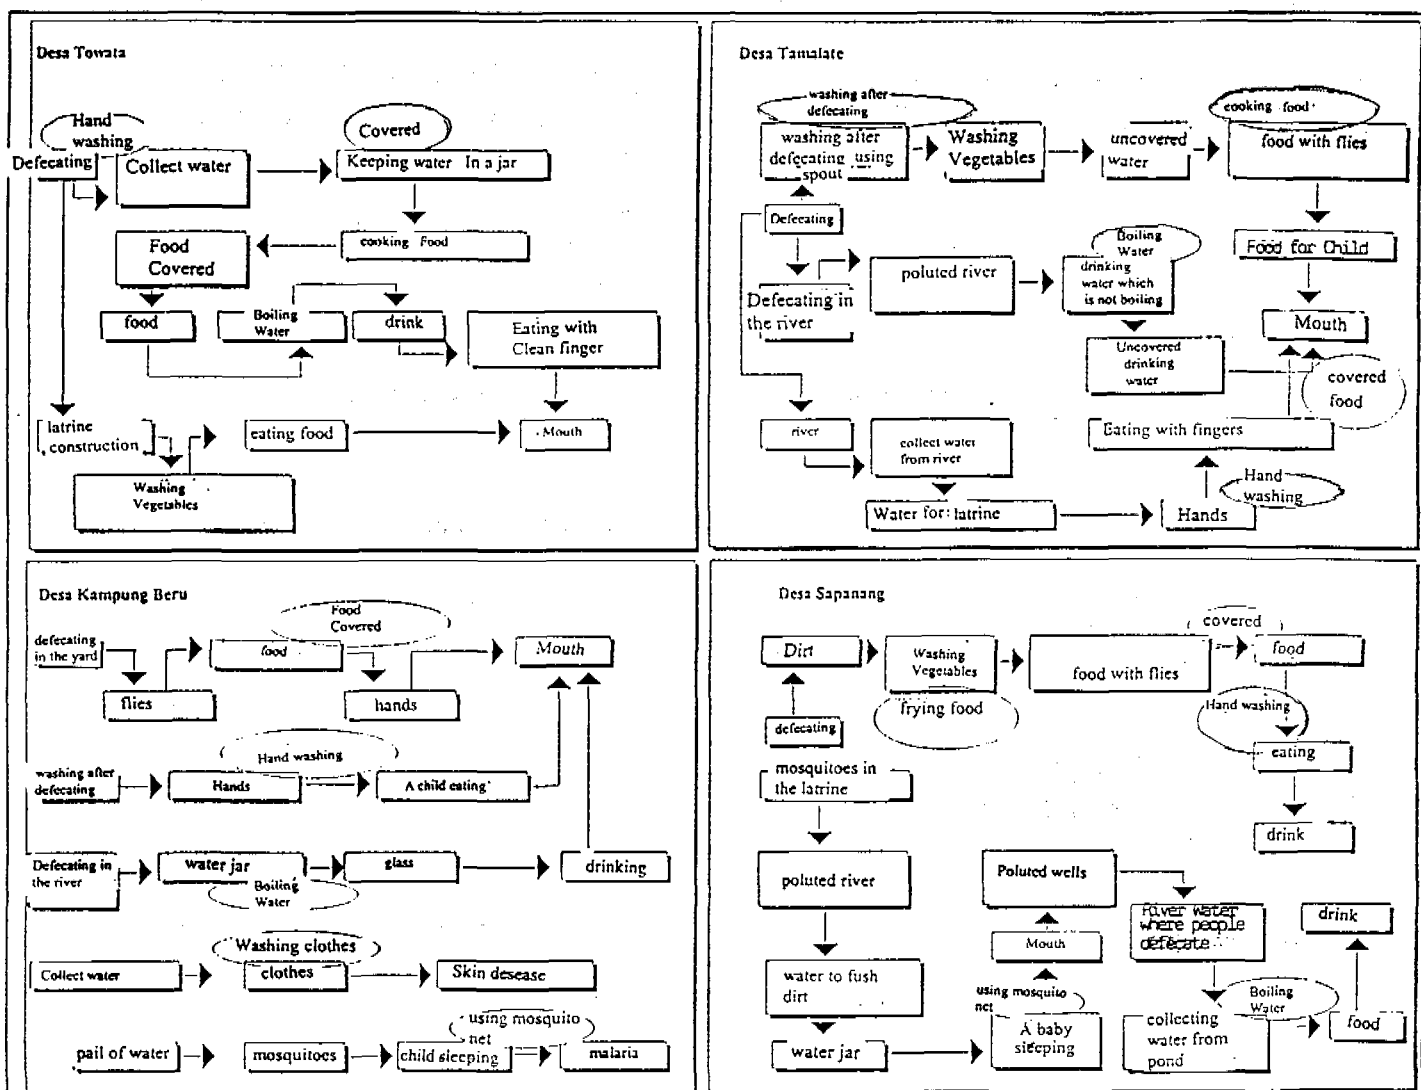 Desa Towata
Hand
washing
Defecating
Collect water
Covered
Keeping water In a jar
cooking Food
Food
Covered
food
Boiling
Water
drink
Eating with
Clean finger
latrine
construction
eating food
Mouth
Washing
Vegetables
Desa Tamalate
washing after
defecating
washing after
defecating using
spout
Washing
Vegetables
uncovered
water
cooking food
food with flies
Defecating
Food for Child
Boiling
Water
Defecating in
the river
poluted river
drinking
water which
is not boiling
Mouth
Uncovered
drinking
water
covered
food
river
collect water
from river
Eating with fingers
Hand
washing
Water for: latrine
Hands
Desa Kampung Beru
Food
Covered
defecating
in the yard
food
Mouth
flies
hands
Hand washing
washing after
defecating
Hands
A child eating
Defecating in
the river
water jar
glass
drinking
Boiling
Water
Washing clothes
Collect water
clothes
Skin desease
using mosquito
net
pail of water
mosquitoes
child sleeping
malaria
Desa Sapanang
covered
Dirt
Washing
Vegetables
food with flies
food
frying food
Hand washing
defecating
eating
mosquitoes in
the latrine
drink
poluted river
Poluted wells
River water
where people
defecate
drink
Mouth
water to fush
dirt
using mosquito
net
Boiling
Water
A baby
sleeping
collecting
water from
pond
food
water jar